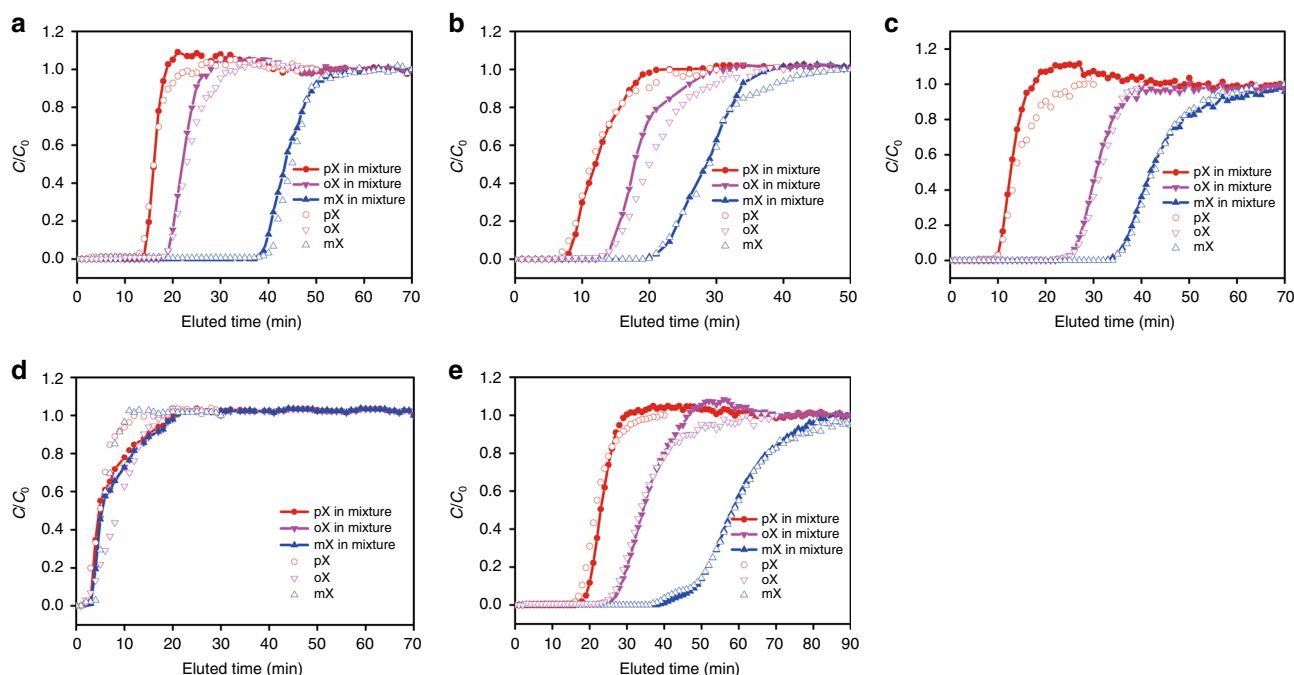 a
1.2
1.0
0.8
0.6
0.4
0.2
0.0
C/C0
0 10 20 30 40 50 60 70
Eluted time (min)
pX in mixture
oX in mixture
mX in mixture
pX
oX
mX
b
1.2
1.0
0.8
0.6
0.4
0.2
0.0
C/C0
0 10 20 30 40 50
Eluted time (min)
pX in mixture
oX in mixture
mX in mixture
pX
oX
mX
c
1.2
1.0
0.8
0.6
0.4
0.2
0.0
C/C0
0 10 20 30 40 50 60 70
Eluted time (min)
pX in mixture
oX in mixture
mX in mixture
pX
oX
mX
d
1.2
1.0
0.8
0.6
0.4
0.2
0.0
C/C0
0 10 20 30 40 50 60 70
Eluted time (min)
pX in mixture
oX in mixture
mX in mixture
pX
oX
mX
e
1.2
1.0
0.8
0.6
0.4
0.2
0.0
C/C0
0 10 20 30 40 50 60 70 80 90
Eluted time (min)
pX in mixture
oX in mixture
mX in mixture
pX
oX
mX